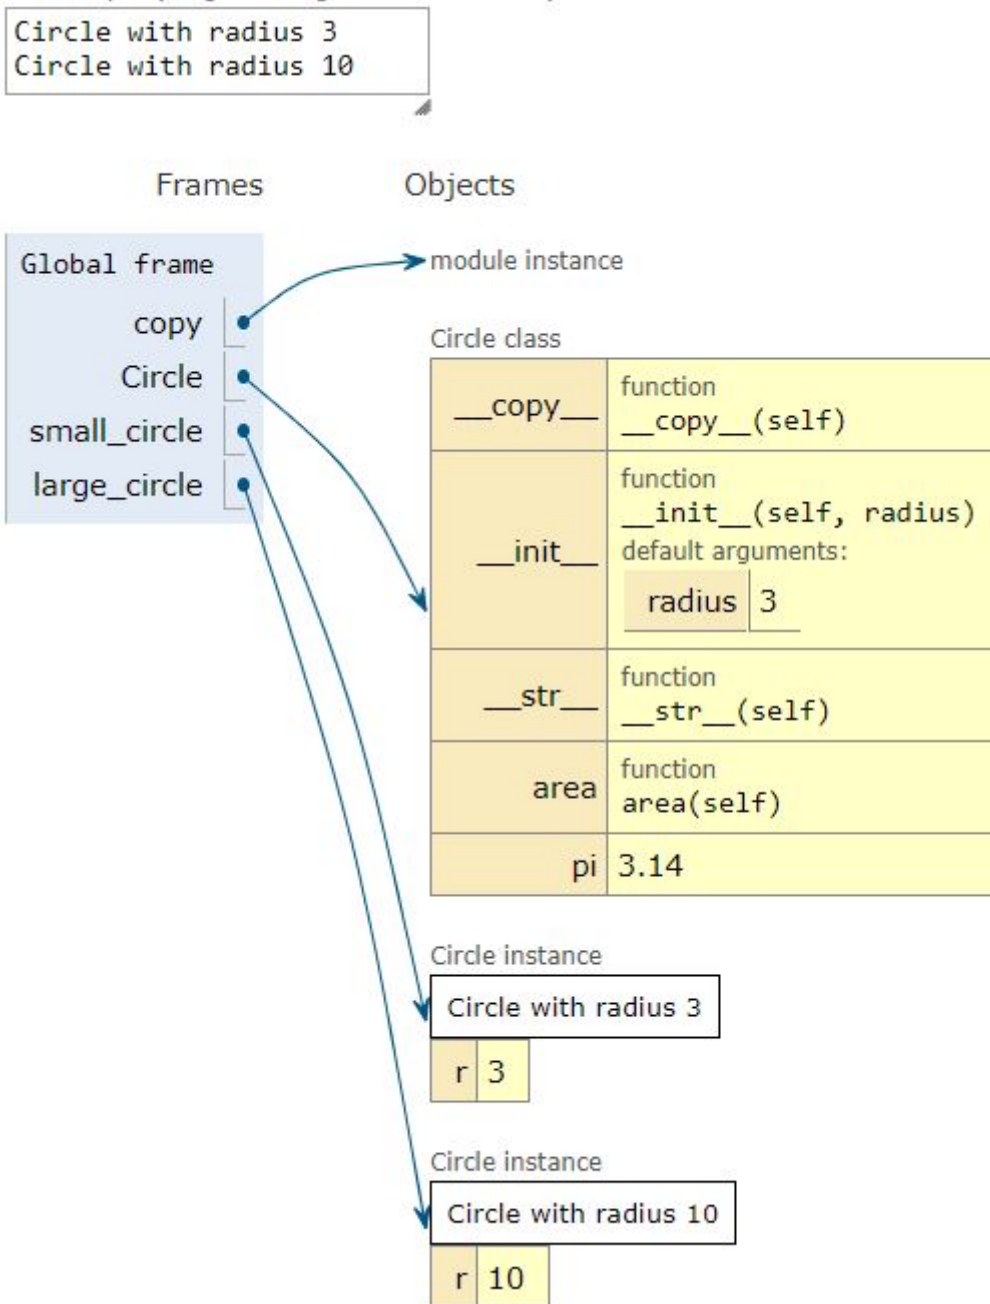 Circle with radius 3
Circle with radius 10
Frames Objects
Global frame
copy
Circle
small_circle
large_circle
module instance
Circle class
__copy__ function
__copy__(self)
__init__ function
__init__(self, radius)
default arguments:
radius 3
__str__ function
__str__(self)
area function
area(self)
pi 3.14
Circle instance
Circle with radius 3
r 3
Circle instance
Circle with radius 10
r 10